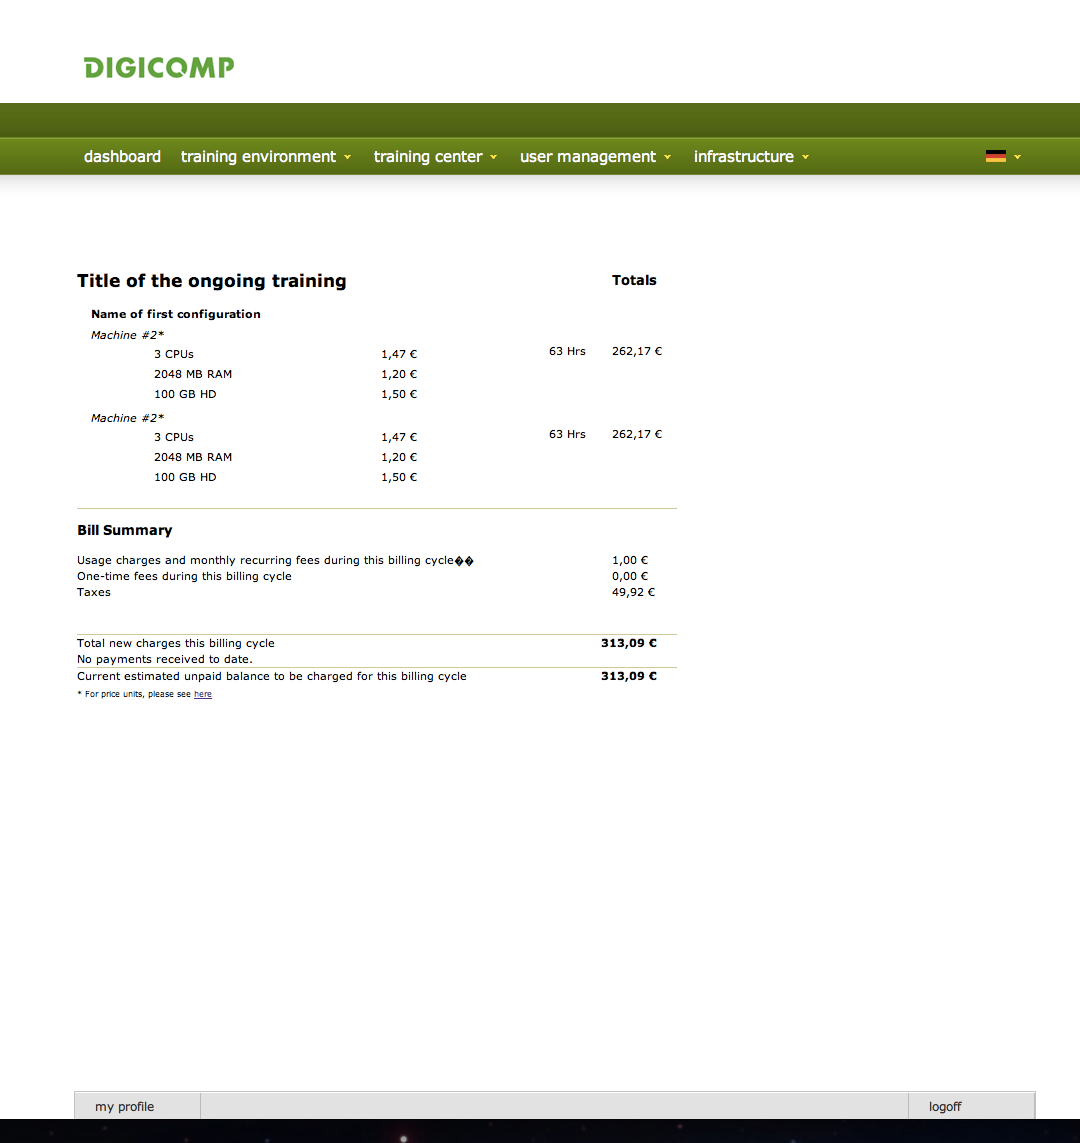 DIGICOMP
dashboard training environment training center user management infrastructure
Title of the ongoing training Totals
Name of first configuration
Machine #2*
3 CPUs 1,47 € 63 Hrs 262,17 €
2048 MB RAM 1,20 €
100 GB HD 1,50 €
Machine #2*
3 CPUs 1,47 € 63 Hrs 262,17 €
2048 MB RAM 1,20 €
100 GB HD 1,50 €
Bill Summary
Usage charges and monthly recurring fees during this billing cycle�� 1,00 €
One-time fees during this billing cycle 0,00 €
Taxes 49,92 €
Total new charges this billing cycle 313,09 €
No payments received to date.
Current estimated unpaid balance to be charged for this billing cycle 313,09 €
* For price units, please see here
my profile logoff